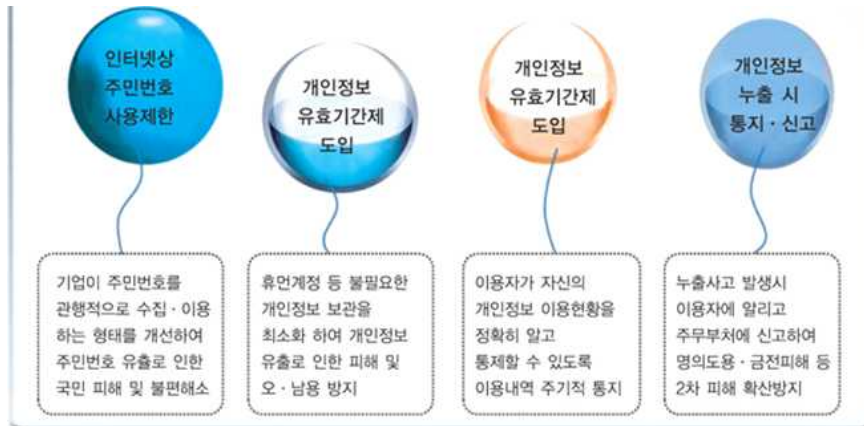 인터넷상
주민번호
사용제한
개인정보
유효기간제
도입
개인정보
유효기간제
도입
개인정보
누출 시
통지·신고
기업이 주민번호를
관행적으로 수집·이용
하는 형태를 개선하여
주민번호 유출로 인한
국민 피해 및 불편해소
휴먼계정 등 불필요한
개인정보 보관을
최소화 하여 개인정보
유출로 인한 피해 및
오·남용 방지
이용자가 자신의
개인정보 이용현황을
정확히 알고
통제할 수 있도록
이용내역 주기적 통지
누출사고 발생시
이용자에 알리고
주무부처에 신고하여
명의도용·금전피해 등
2차 피해 확산방지